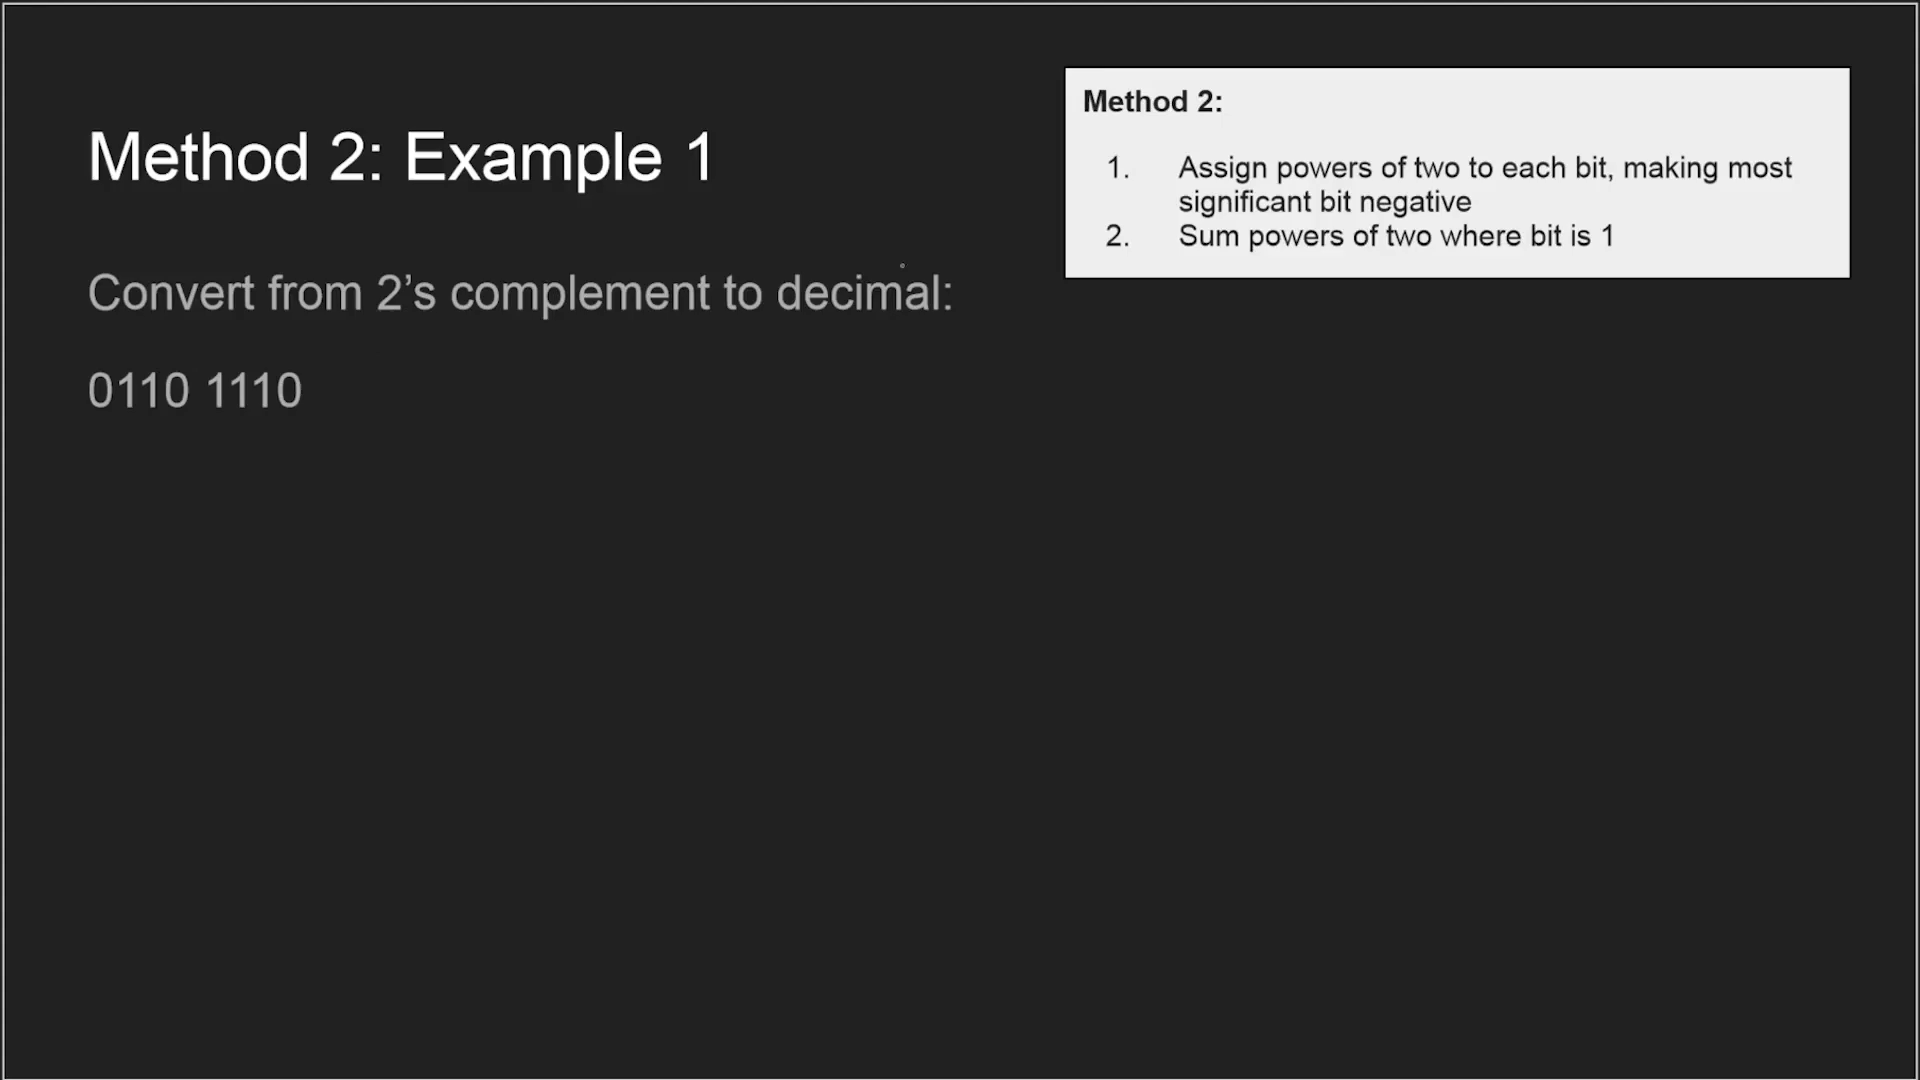 Method 2: Example 1
Convert from 2’s complement to decimal:
0110 1110
Method 2:
1. Assign powers of two to each bit, making most
significant bit negative
2. Sum powers of two where bit is 1